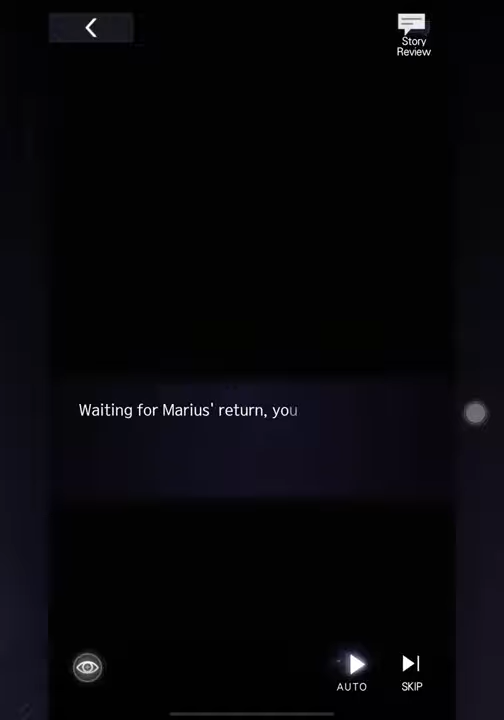 Story
Review
Waiting for Marius' return, you
AUTO
SKIP